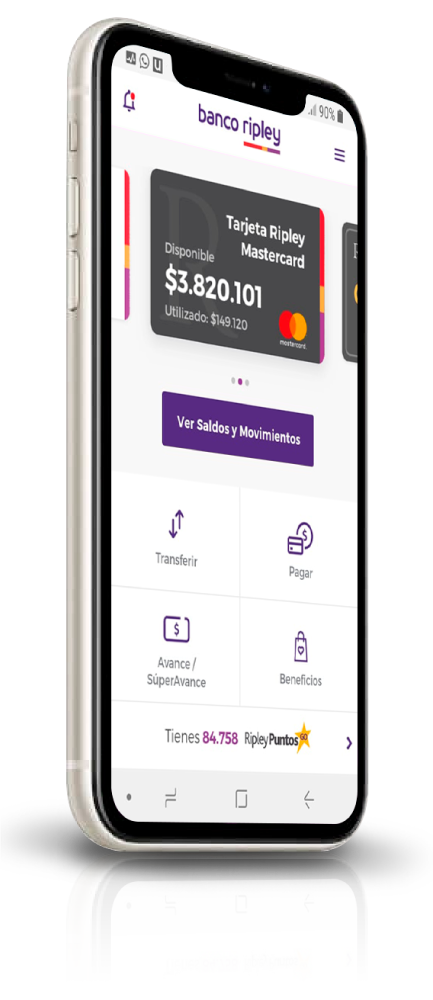 90%
banco ripley
Tarjeta Ripley
Mastercard
Disponible
$3.820.101
Utilizado: $149.120
mastercard
Ver Saldos y Movimientos
Transferir
Pagar
Avance /
SúperAvance
Beneficios
Tienes 84.758 RipleyPuntos GO